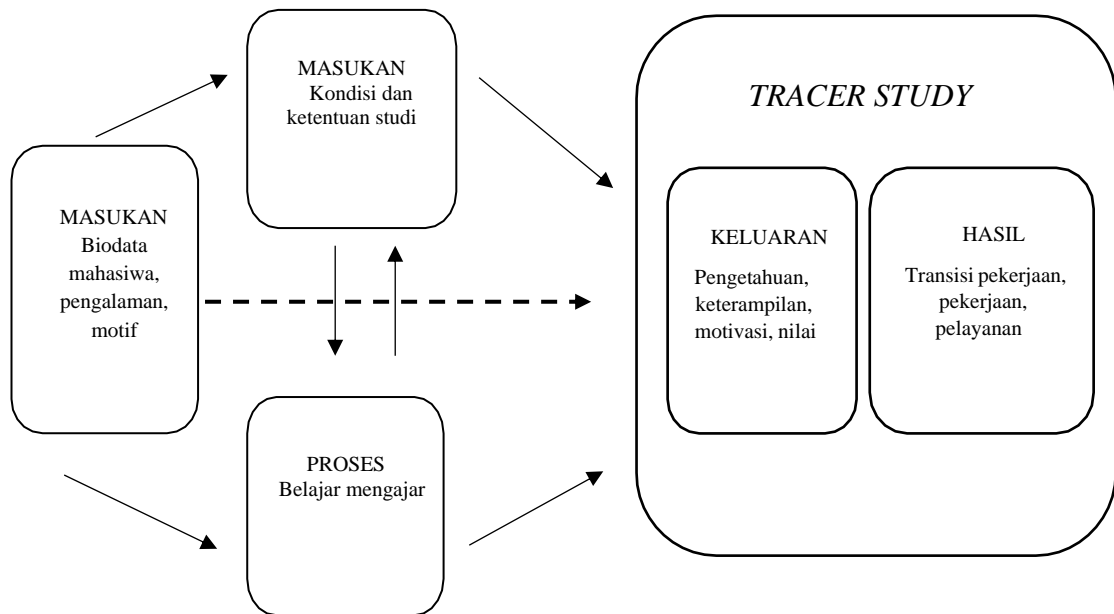 MASUKAN
Kondisi dan
ketentuan studi
TRACER STUDY
MASUKAN
Biodata
mahasiwa,
pengalaman,
motif
KELUARAN
Pengetahuan,
keterampilan,
motivasi, nilai
HASIL
Transisi pekerjaan,
pekerjaan,
pelayanan
PROSES
Belajar mengajar